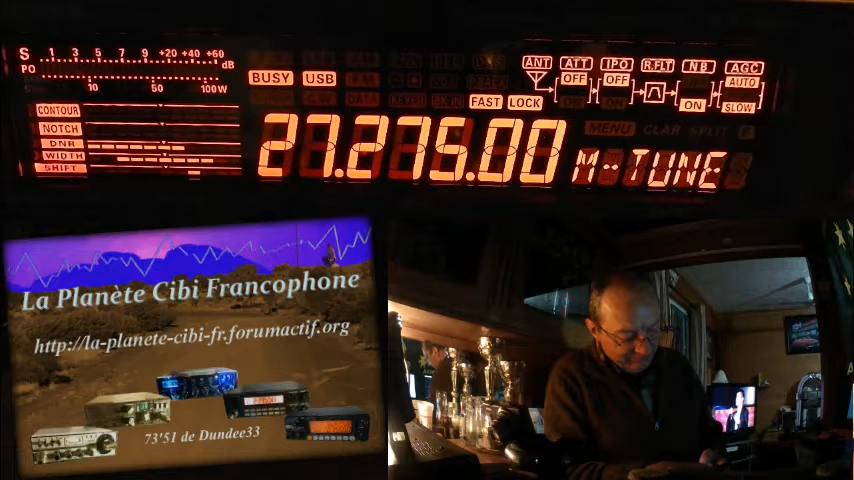 S 1 3 5 7 9 +20 +40 +60 dB
PO 10 50 100W
BUSY USB
FAST LOCK
ANT ATT IPO R.FLT NB AGC
OFF OFF AUTO
ON ON ON SLOW
CONTOUR
NOTCH
DNR
WIDTH
SHIFT
MENU CLAR SPLIT
27.275.00 M-TUNE
La Planète Cibi Francophone
http://la-planete-cibi-fr.forumactif.org
73'51 de Dundee33